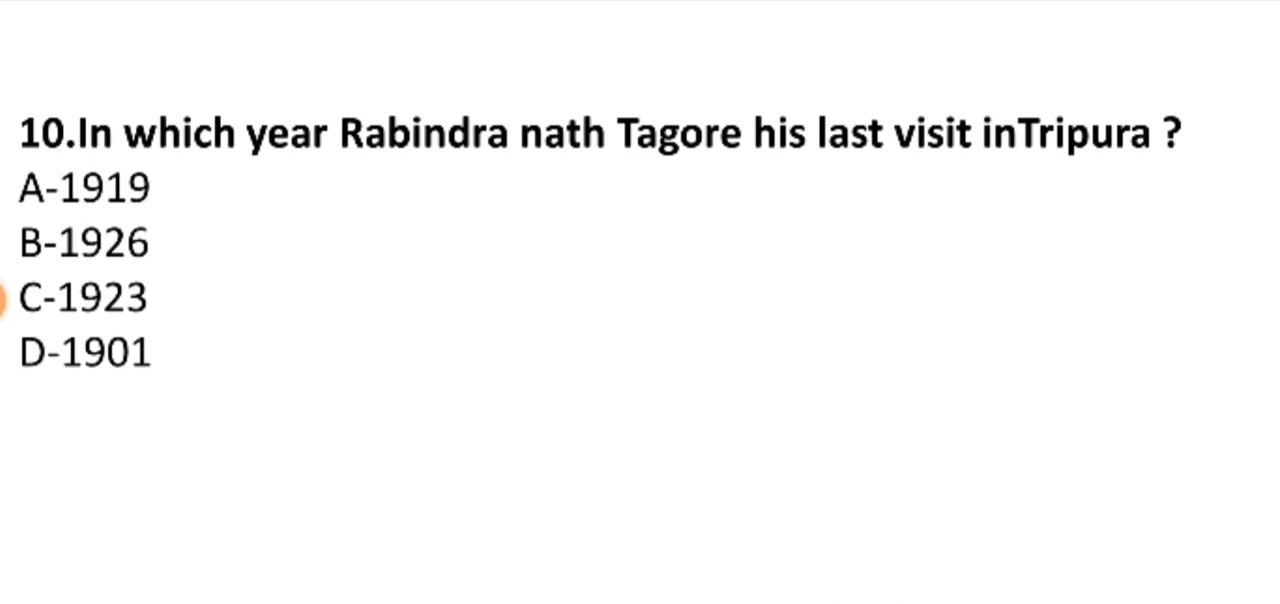 10.In which year Rabindra nath Tagore his last visit inTripura ?
A-1919
B-1926
C-1923
D-1901